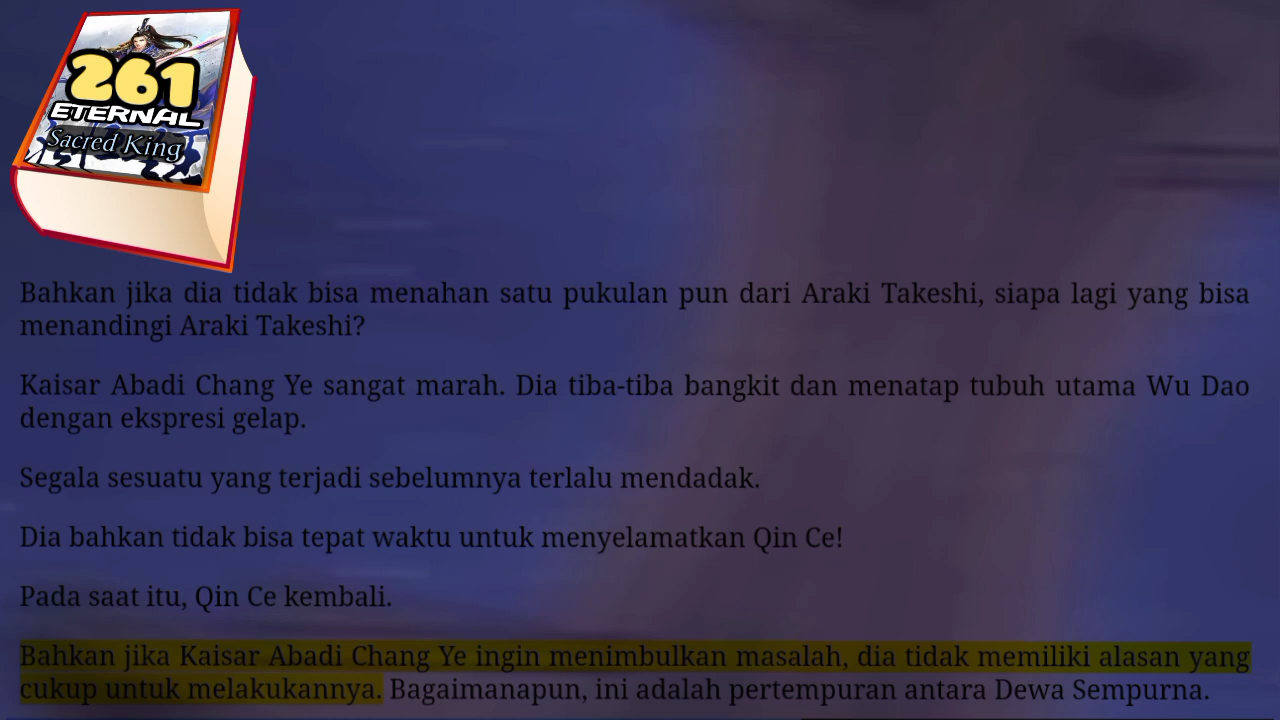 261
ETERNAL
Sacred King
Bahkan jika dia tidak bisa menahan satu pukulan pun dari Araki Takeshi, siapa lagi yang bisa
menandingi Araki Takeshi?
Kaisar Abadi Chang Ye sangat marah. Dia tiba-tiba bangkit dan menatap tubuh utama Wu Dao
dengan ekspresi gelap.
Segala sesuatu yang terjadi sebelumnya terlalu mendadak.
Dia bahkan tidak bisa tepat waktu untuk menyelamatkan Qin Ce!
Pada saat itu, Qin Ce kembali.
Bahkan jika Kaisar Abadi Chang Ye ingin menimbulkan masalah, dia tidak memiliki alasan yang
cukup untuk melakukannya. Bagaimanapun, ini adalah pertempuran antara Dewa Sempurna.